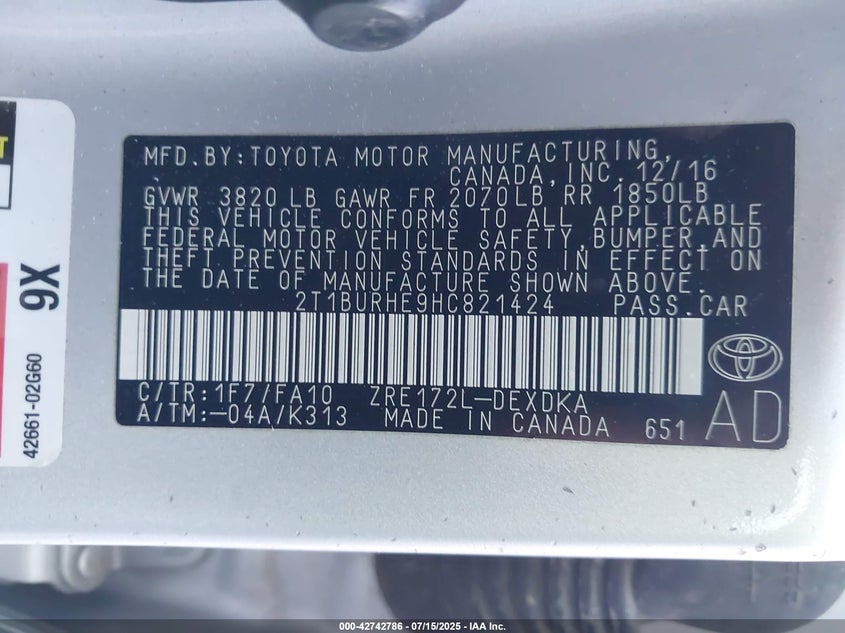 MFD.BY:TOYOTA MOTOR MANUFACTURING,
CANADA,INC. 12/16
GVWR 3820 LB GAWR FR 2070LB RR 1850LB
THIS VEHICLE CONFORMS TO ALL APPLICABLE
FEDERAL MOTOR VEHICLE SAFETY,BUMPER,AND
THEFT PREVENTION STANDARDS IN EFFECT ON
THE DATE OF MANUFACTURE SHOWN ABOVE.
2T1BURHE9HC821424 PASS.CAR
C/TR:1F7/FA10 ZRE172L-DEXDKA
A/TM:-04A/K313 MADE IN CANADA 651 AD
9X
42661-02G60
000-42742786 - 07/15/2025 - IAA Inc.